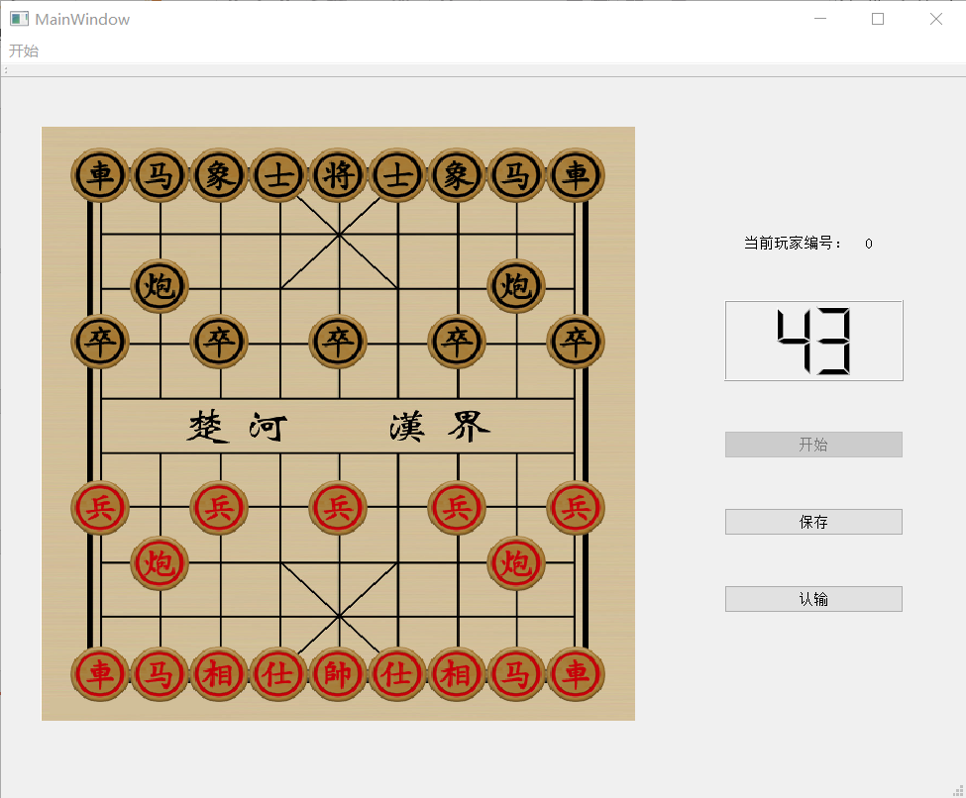 MainWindow
开始
車马象士将士象马車
当前玩家编号： 0
炮 炮
43
卒 卒 卒 卒 卒
楚河 漢界
开始
兵 兵 兵 兵 兵
保存
炮 炮
认输
車马相仕帥仕相马車